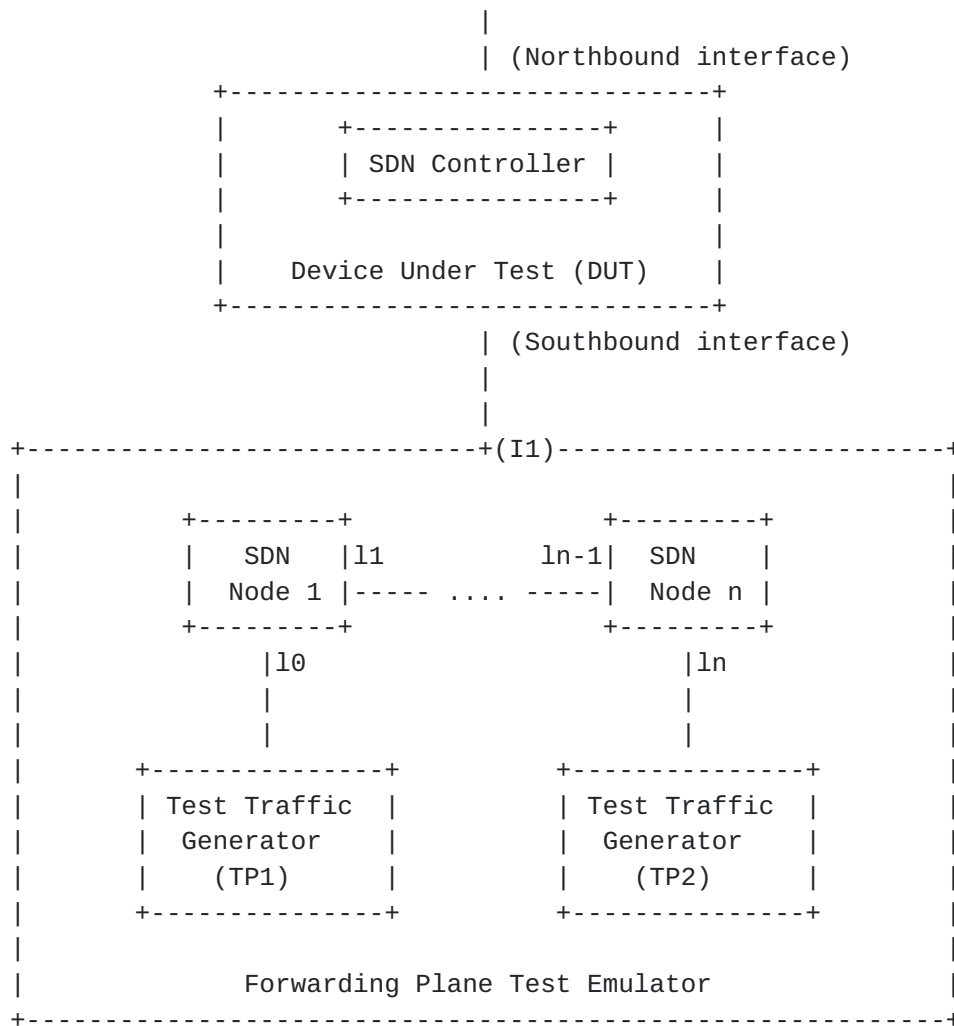 (Northbound interface)
SDN Controller
Device Under Test (DUT)
(Southbound interface)
(I1)
SDN l1 ln-1 SDN
Node 1 .... Node n
l0 ln
Test Traffic Test Traffic
Generator Generator
(TP1) (TP2)
Forwarding Plane Test Emulator